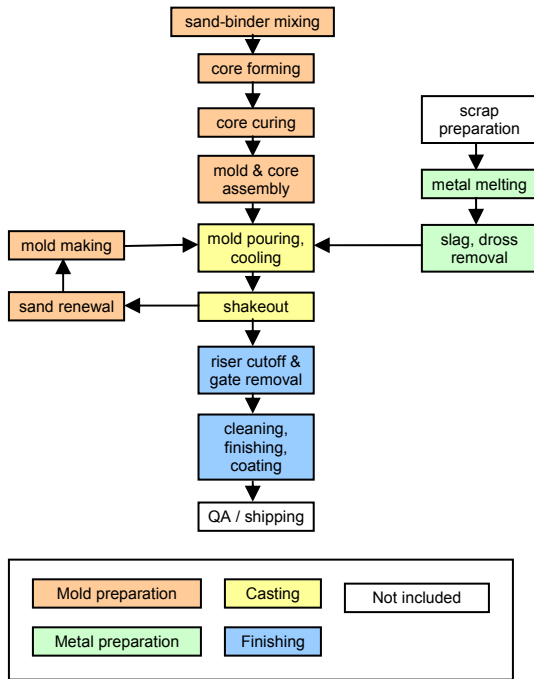 sand-binder mixing
core forming
core curing
mold & core
assembly
mold pouring,
cooling
shakeout
riser cutoff &
gate removal
cleaning,
finishing,
coating
QA / shipping
mold making
sand renewal
scrap
preparation
metal melting
slag, dross
removal
Mold preparation
Casting
Not included
Metal preparation
Finishing